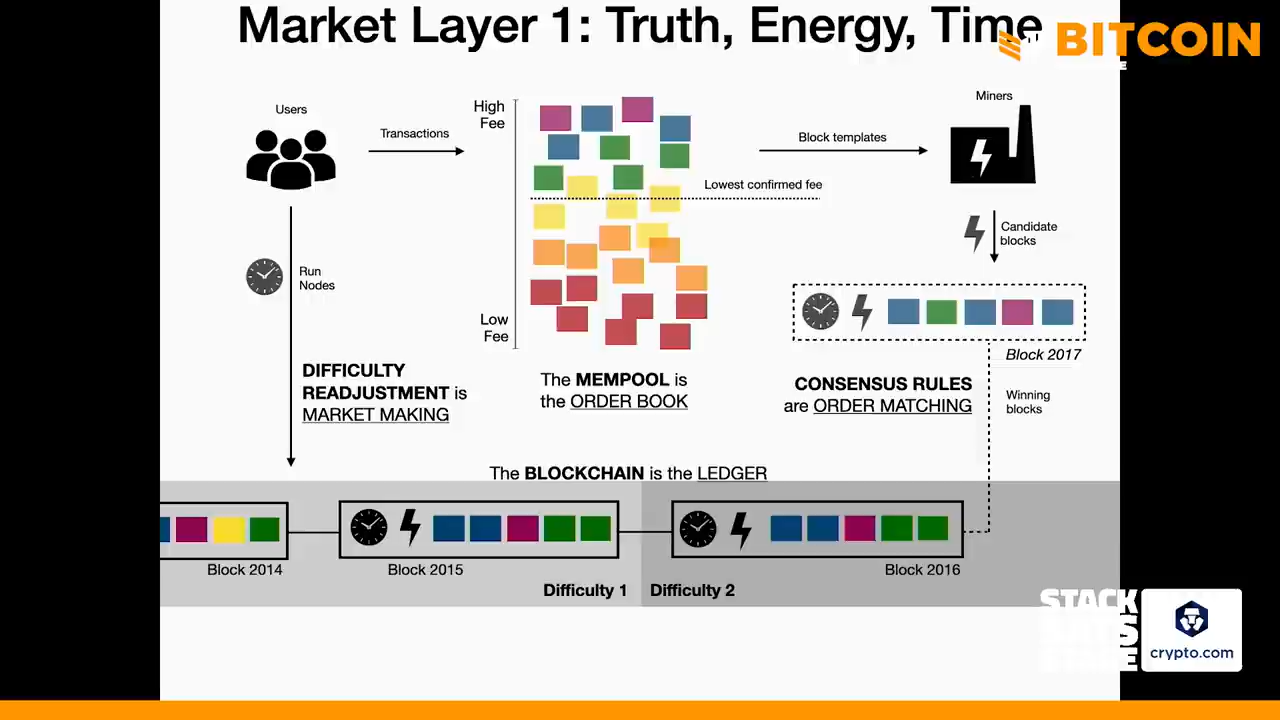 Market Layer 1: Truth, Energy, Time
BITCOIN
Users
Transactions
High
Fee
Block templates
Miners
Lowest confirmed fee
Candidate
blocks
Run
Nodes
Low
Fee
Block 2017
DIFFICULTY
READJUSTMENT is
MARKET MAKING
The MEMPOOL is
the ORDER BOOK
CONSENSUS RULES
are ORDER MATCHING
Winning
blocks
The BLOCKCHAIN is the LEDGER
Block 2014
Block 2015
Block 2016
Difficulty 1
Difficulty 2
STACK
SATS
crypto.com